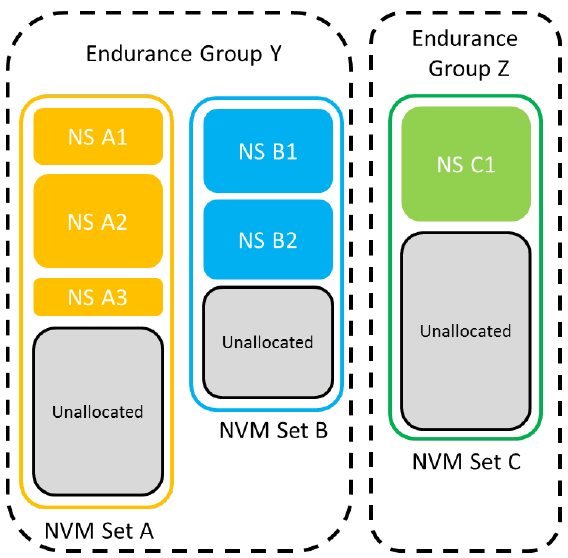 Endurance Group Y
NS A1
NS A2
NS A3
Unallocated
NVM Set A
NS B1
NS B2
Unallocated
NVM Set B
Endurance
Group Z
NS C1
Unallocated
NVM Set C